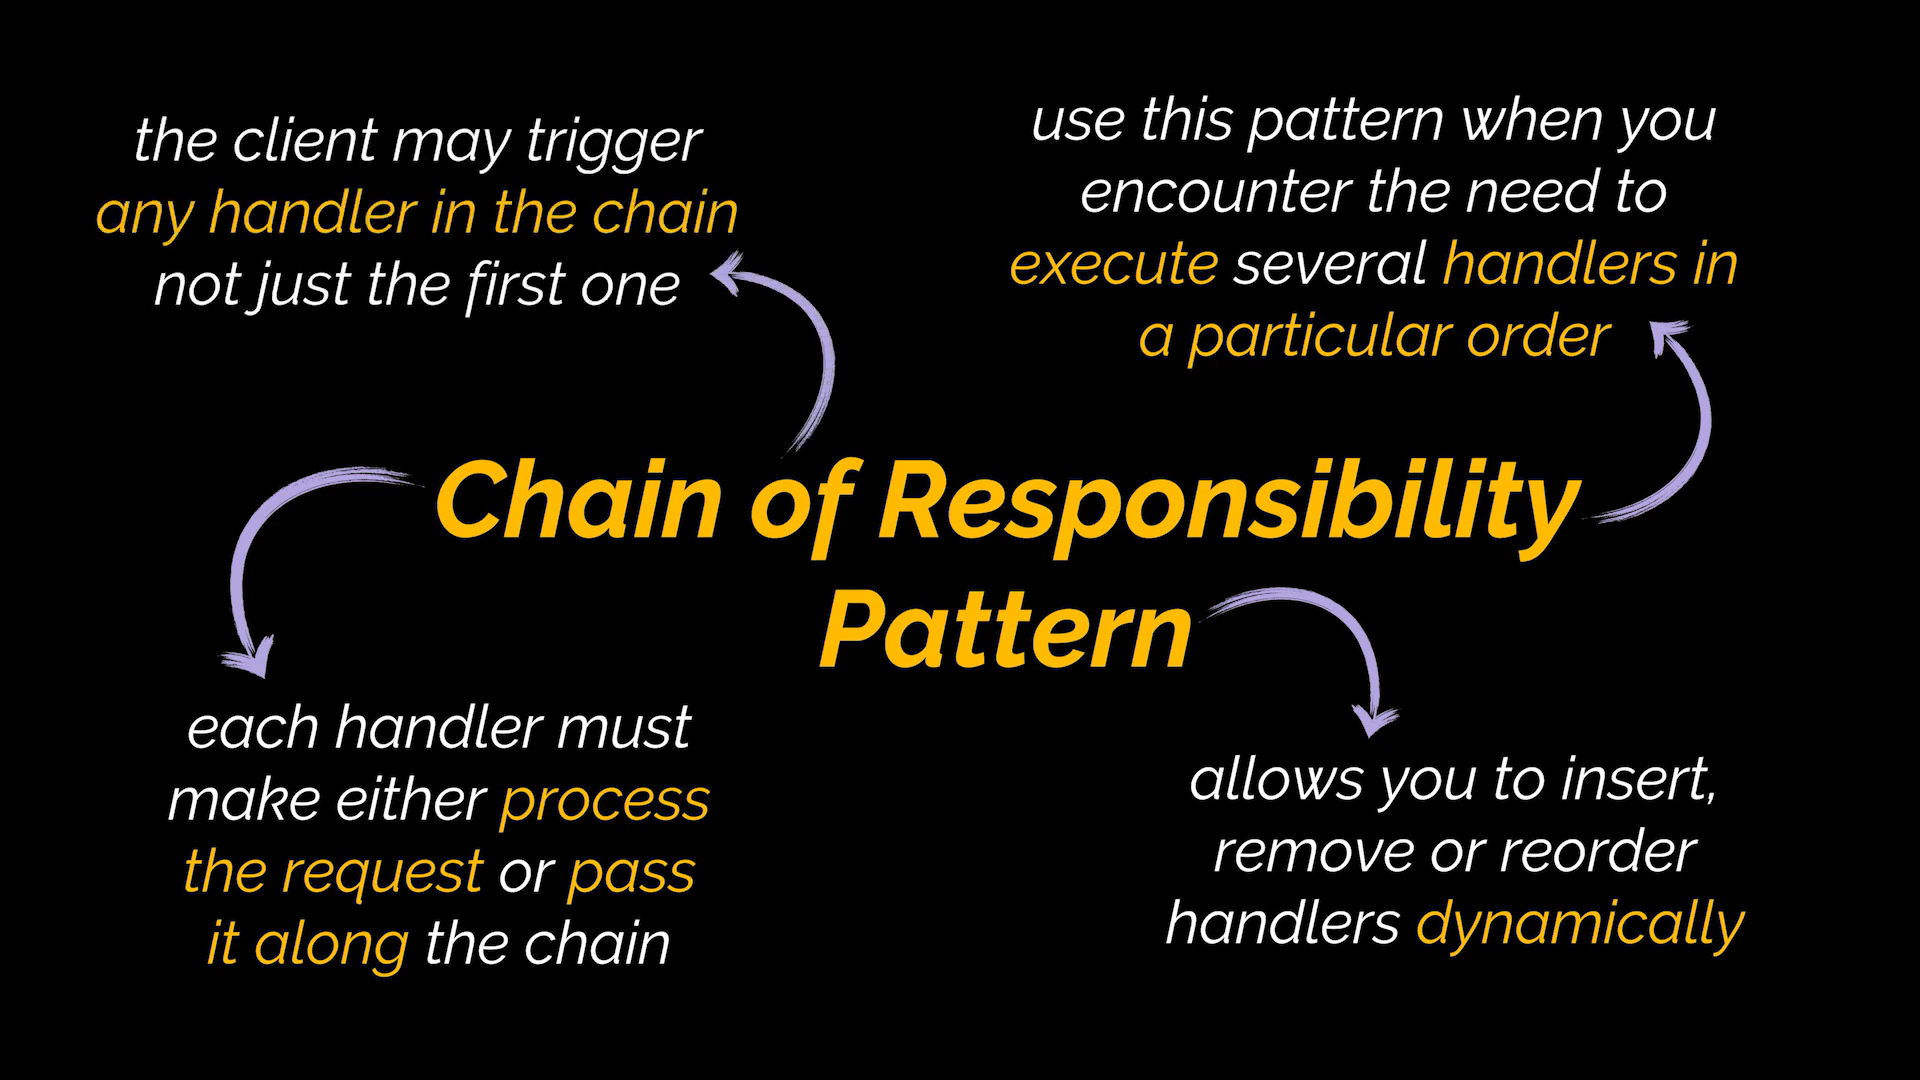 the client may trigger
any handler in the chain
not just the first one
use this pattern when you
encounter the need to
execute several handlers in
a particular order
Chain of Responsibility
Pattern
each handler must
make either process
the request or pass
it along the chain
allows you to insert,
remove or reorder
handlers dynamically